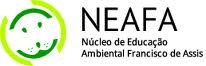 NEAFA
Núcleo de Educação
Ambiental Francisco de Assis